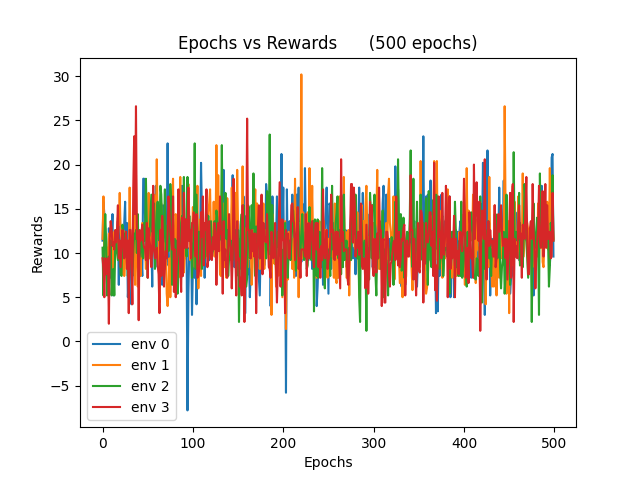 Epochs vs Rewards (500 epochs)
Rewards
30
25
20
15
10
5
0
−5
env 0
env 1
env 2
env 3
0 100 200 300 400 500
Epochs